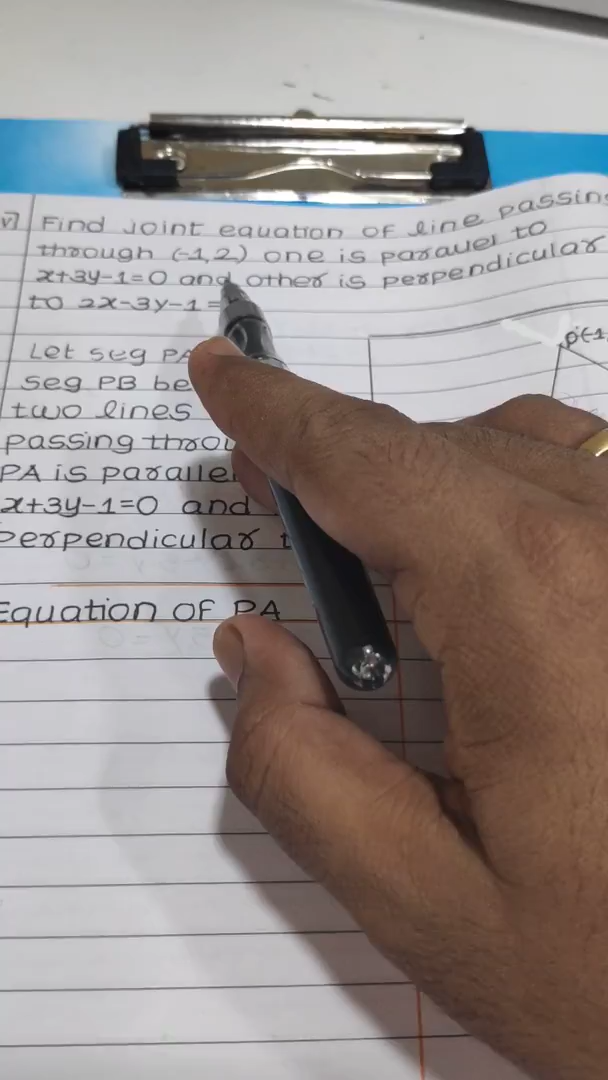 v) Find joint equation of line passing
through (-1,2) one is parallel to
x+3y-1=0 and other is perpendicular
to 2x-3y-1=
P(-1,
Let seg PA
seg PB be
two lines
passing throu
PA is parallel
x+3y-1=0 and
perpendicular t
Equation of PA